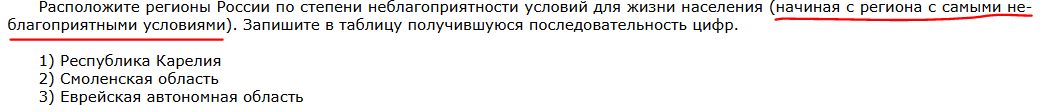 Расположите регионы России по степени неблагоприятности условий для жизни населения (начиная с региона с самыми не-
благоприятными условиями). Запишите в таблицу получившуюся последовательность цифр.
1) Республика Карелия
2) Смоленская область
3) Еврейская автономная область